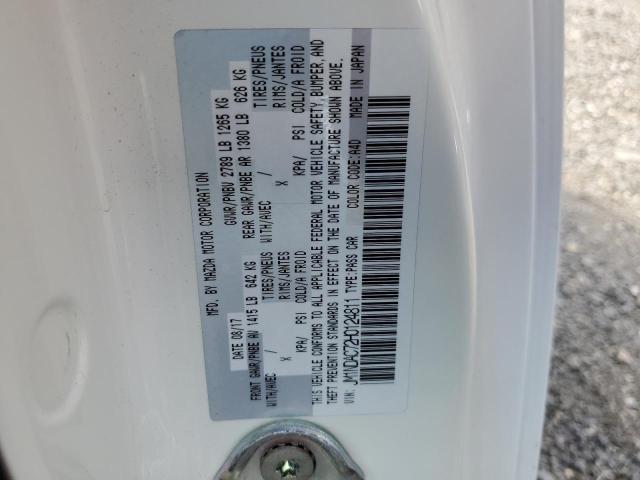 MFD. BY MAZDA MOTOR CORPORATION
DATE 08/17 GVWR/PNBV 2789 LB 1265 KG
FRONT GAWR/PNBE AV 1415 LB 642 KG REAR GAWR/PNBE AR 1380 LB 626 KG
WITH/AVEC TIRES/PNEUS WITH/AVEC TIRES/PNEUS
X RIMS/JANTES X RIMS/JANTES
KPA/ PSI COLD/A FROID KPA/ PSI COLD/A FROID
THIS VEHICLE CONFORMS TO ALL APPLICABLE FEDERAL MOTOR VEHICLE SAFETY, BUMPER, AND
THEFT PREVENTION STANDARDS IN EFFECT ON THE DATE OF MANUFACTURE SHOWN ABOVE.
VIN: JM1NDAC72H0124811 TYPE:PASS CAR COLOR CODE:A4D MADE IN JAPAN